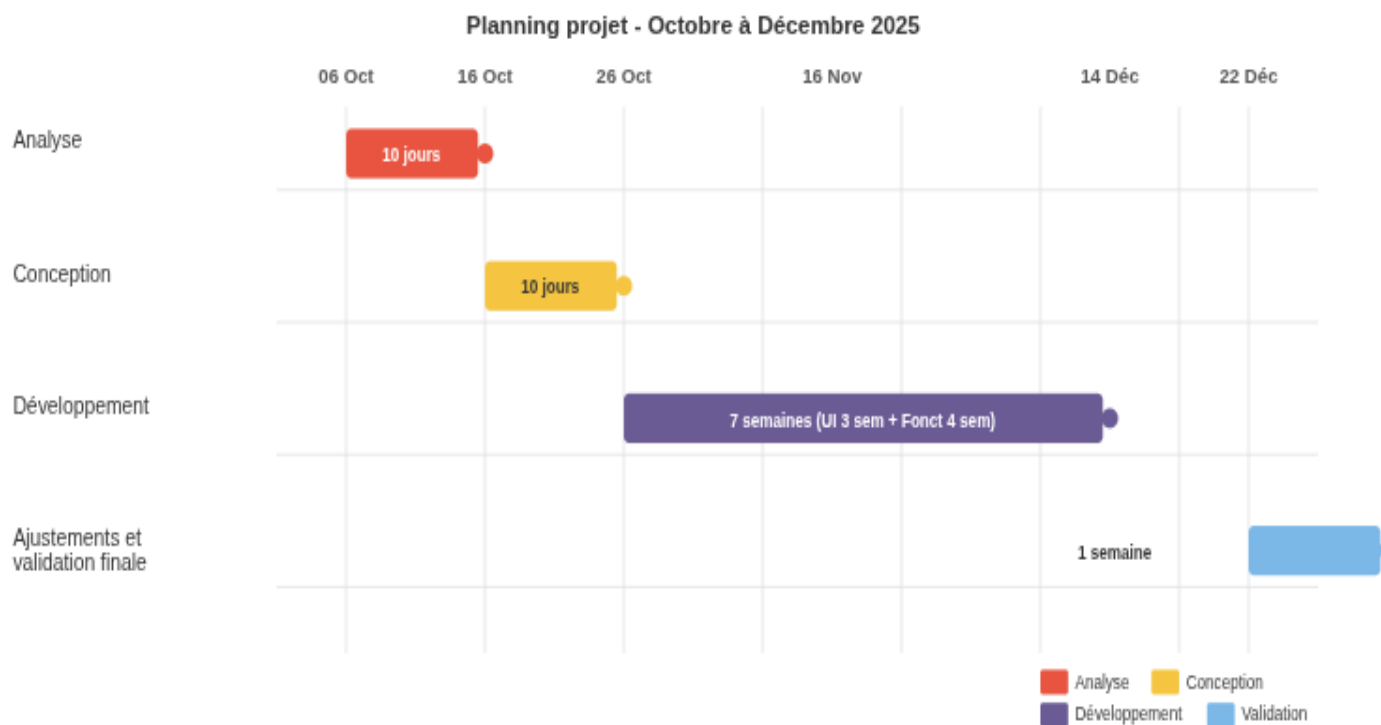 Planning projet - Octobre à Décembre 2025
06 Oct 16 Oct 26 Oct 16 Nov 14 Déc 22 Déc
Analyse
10 jours
Conception
10 jours
Développement
7 semaines (UI 3 sem + Fonct 4 sem)
Ajustements et
validation finale
1 semaine
Analyse Conception
Développement Validation